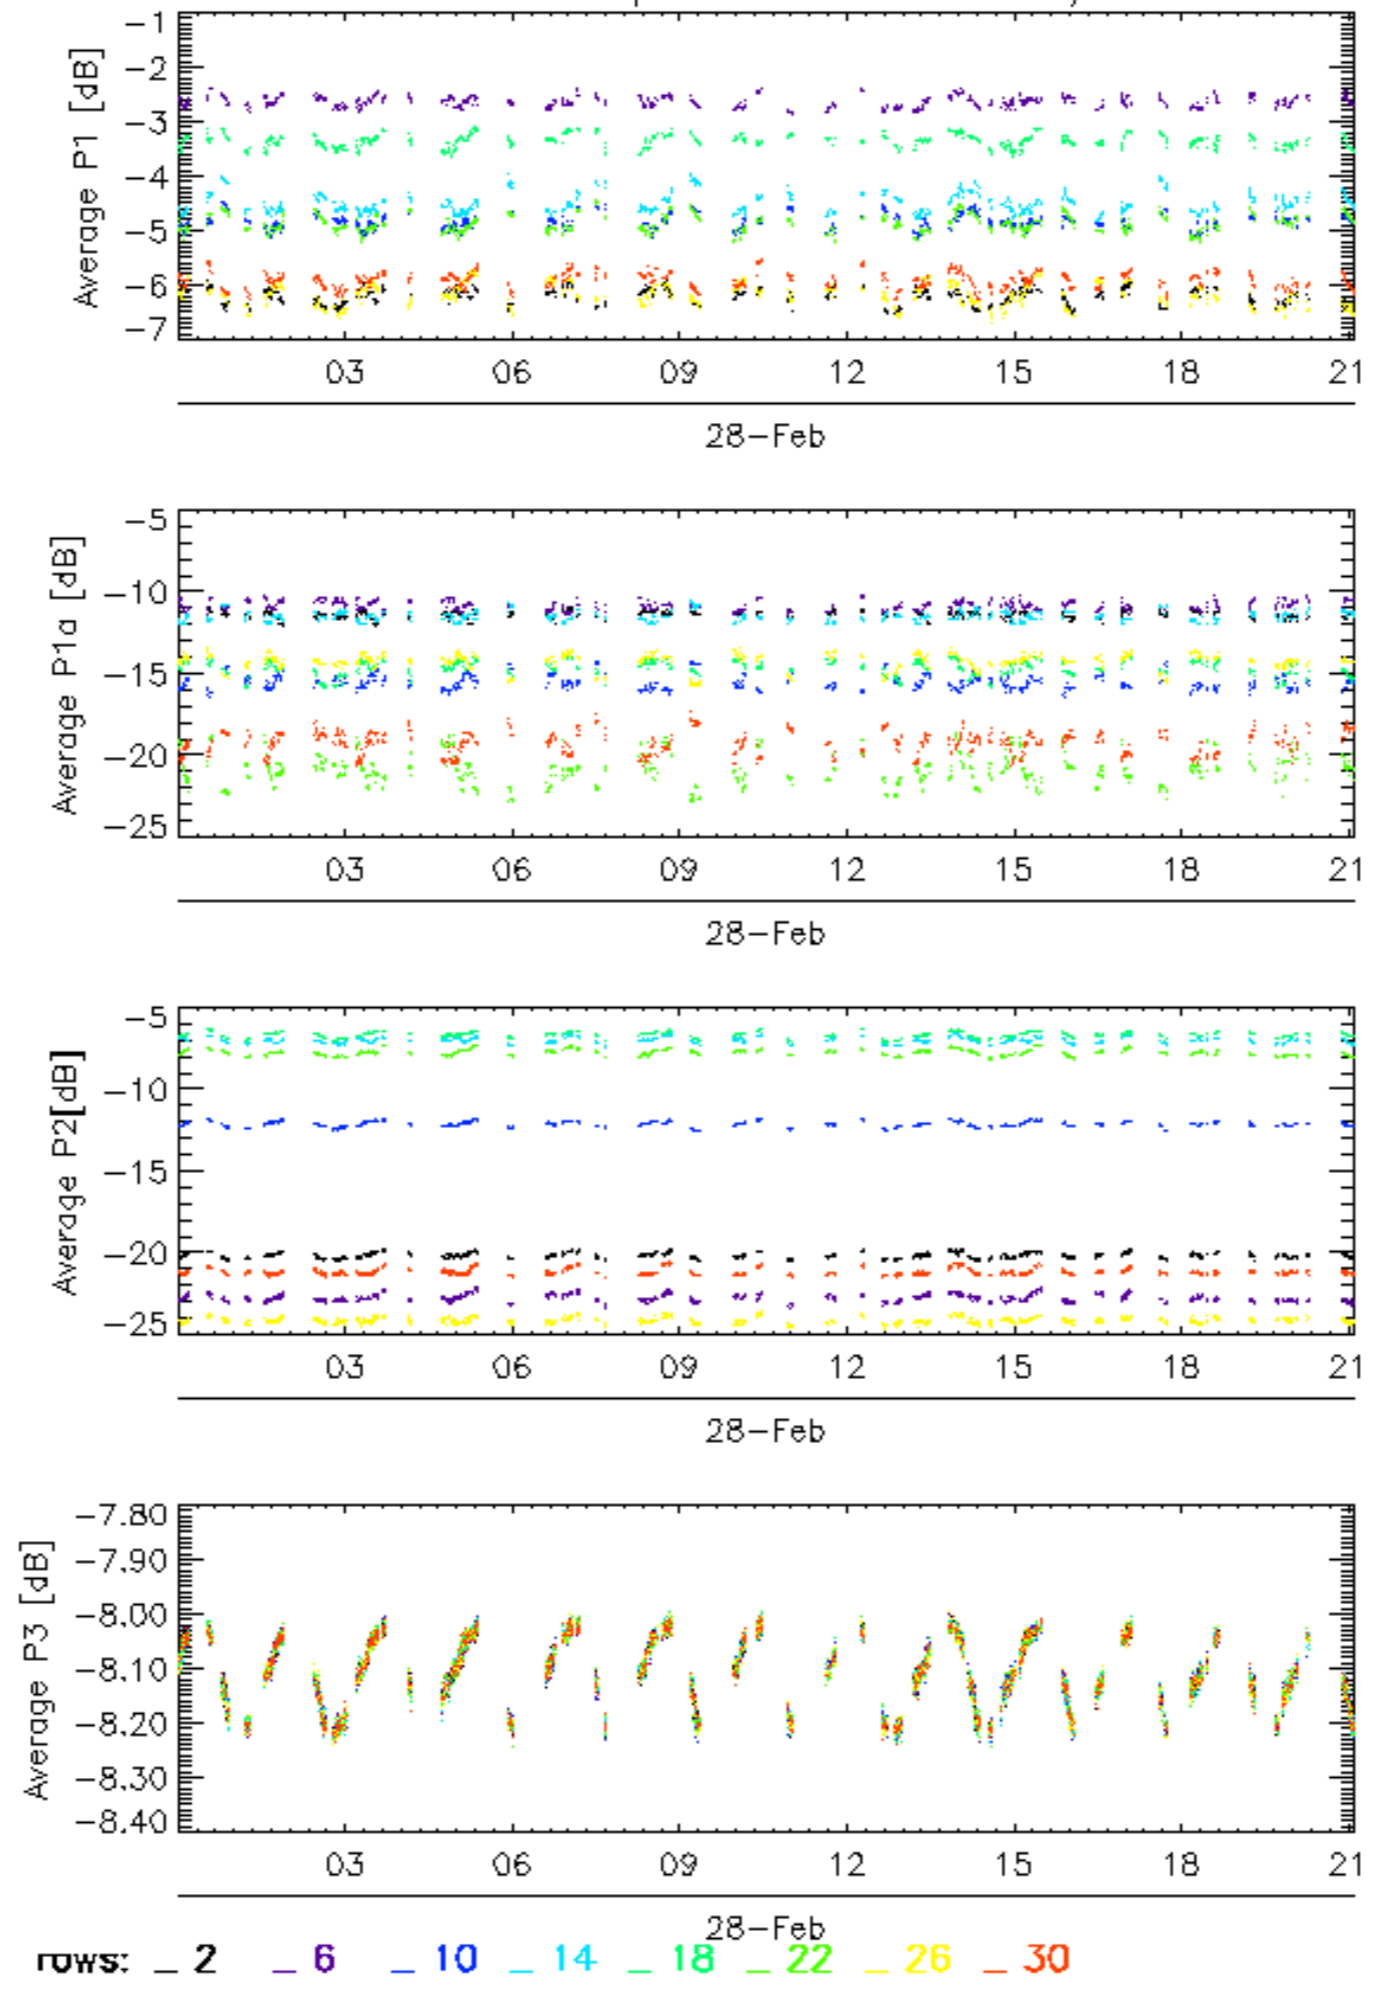 Average P1 [dB]
-1
-2
-3
-4
-5
-6
-7
03 06 09 12 15 18 21
28-Feb
Average P1a [dB]
-5
-10
-15
-20
-25
03 06 09 12 15 18 21
28-Feb
Average P2[dB]
-5
-10
-15
-20
-25
03 06 09 12 15 18 21
28-Feb
Average P3 [dB]
-7.80
-7.90
-8.00
-8.10
-8.20
-8.30
-8.40
03 06 09 12 15 18 21
28-Feb
rows: _ 2 _ 6 _ 10 _ 14 _ 18 _ 22 _ 26 _ 30